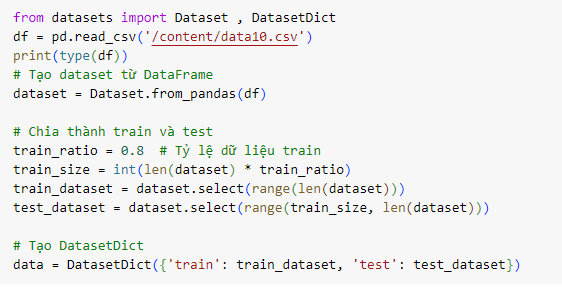 from datasets import Dataset , DatasetDict
df = pd.read_csv('/content/data10.csv')
print(type(df))
# Tạo dataset từ DataFrame
dataset = Dataset.from_pandas(df)
# Chia thành train và test
train_ratio = 0.8  # Tỷ lệ dữ liệu train
train_size = int(len(dataset) * train_ratio)
train_dataset = dataset.select(range(len(dataset)))
test_dataset = dataset.select(range(train_size, len(dataset)))
# Tạo DatasetDict
data = DatasetDict({'train': train_dataset, 'test': test_dataset})